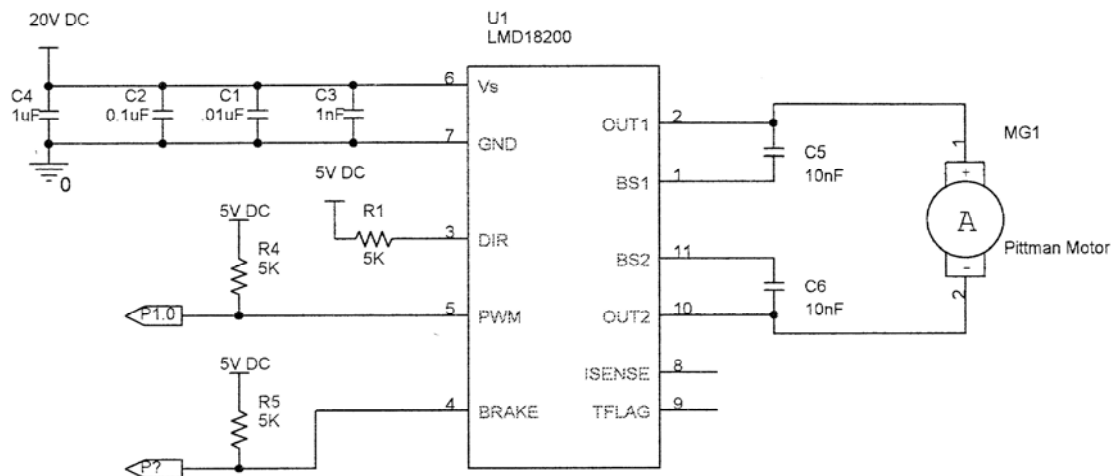 20V DC
U1
LMD18200
C4
1uF
C2
0.1uF
C1
.01uF
C3
1nF
6
Vs
7
GND
0
5V DC
R1
5K
3
DIR
5V DC
R4
5K
P1.0
5
PWM
5V DC
R5
5K
4
BRAKE
P?
OUT1
2
BS1
1
C5
10nF
BS2
11
C6
10nF
OUT2
10
ISENSE
8
TFLAG
9
MG1
1
+
A
Pittman Motor
-
2